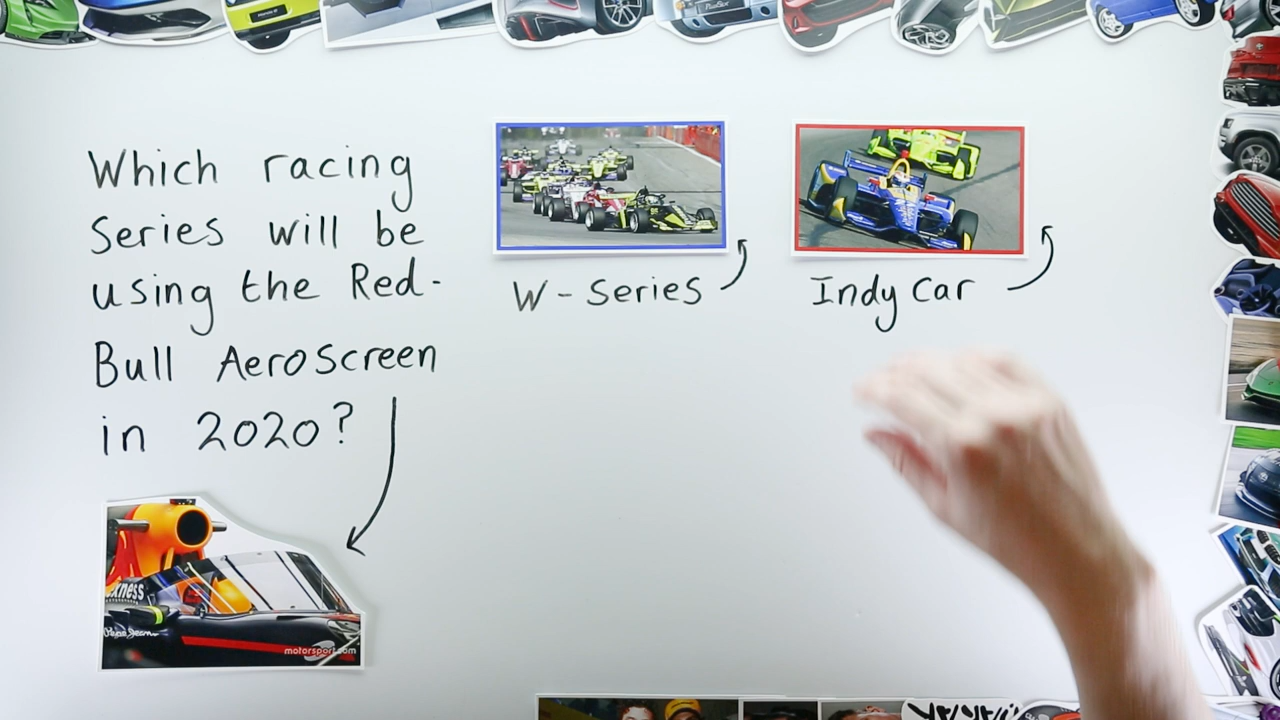 Which racing
Series will be
using the Red-
Bull AeroScreen
in 2020?
W-Series
Indy Car
motorsport.com